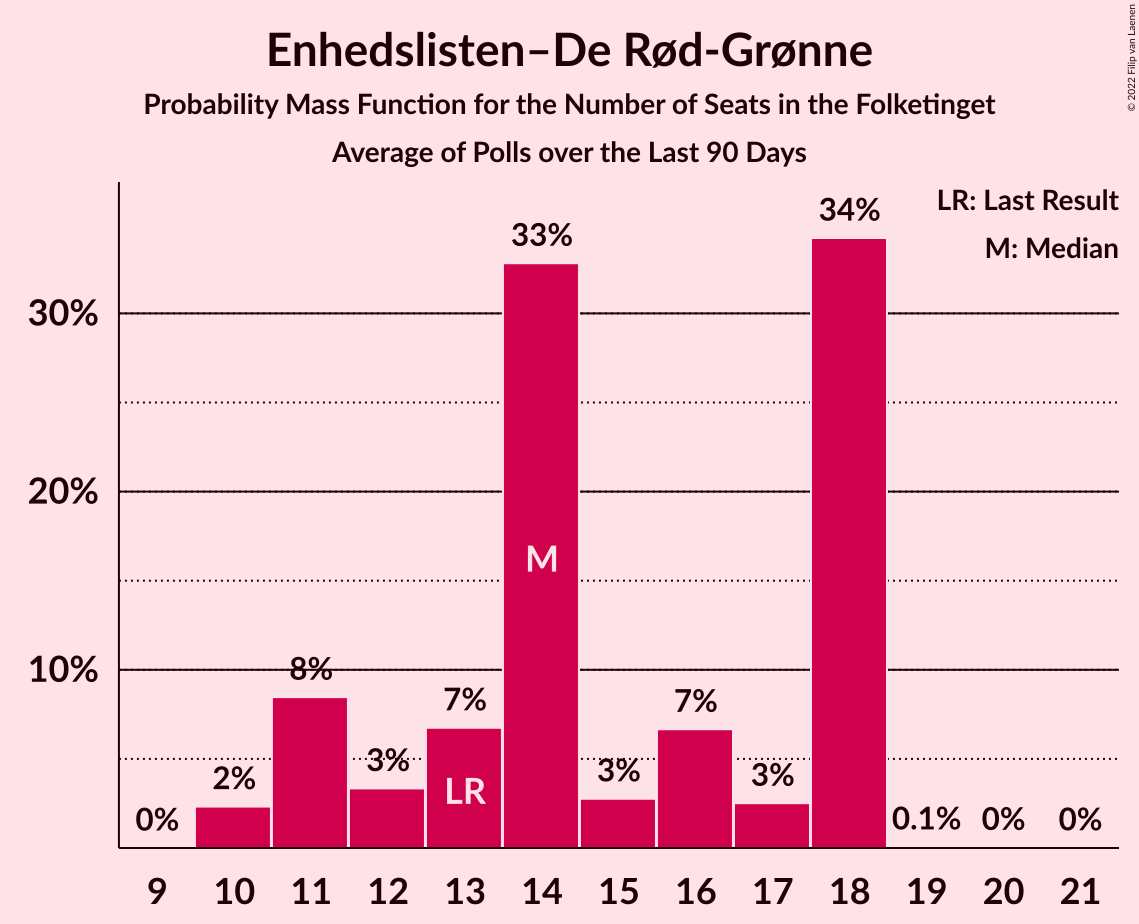 Enhedslisten–De Rød-Grønne
Probability Mass Function for the Number of Seats in the Folketinget
Average of Polls over the Last 90 Days
© 2022 Filip van Laenen
LR: Last Result
M: Median
34%
33%
30%
20%
M
10%
8%
7%
7%
3%
3%
3%
2%
LR
0%
0.1%
0%
0%
9 10 11 12 13 14 15 16 17 18 19 20 21